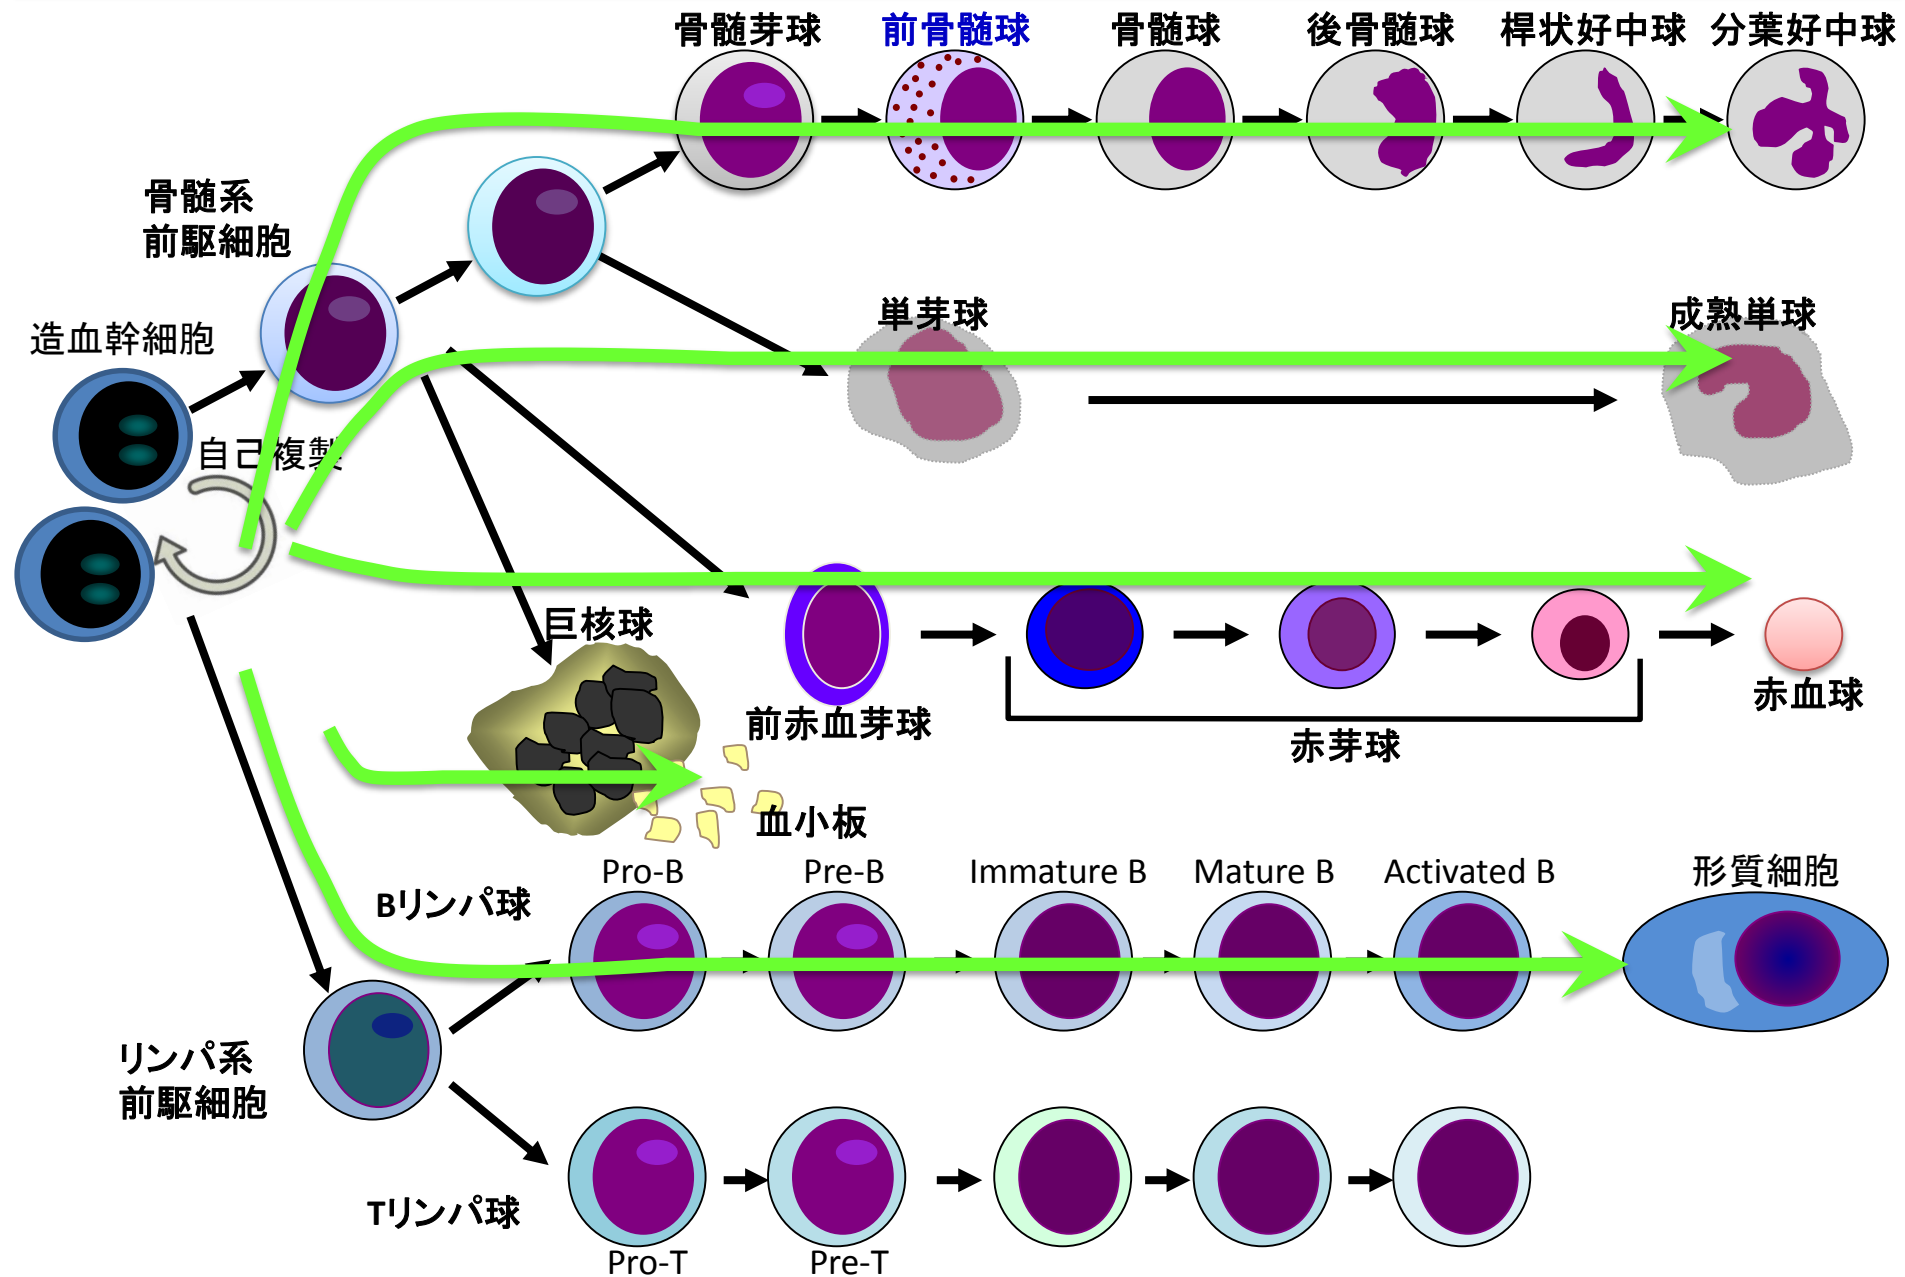 骨髄芽球
前骨髄球
骨髄球
後骨髄球
桿状好中球
分葉好中球
骨髄系
前駆細胞
造血幹細胞
自己複製
単芽球
成熟単球
巨核球
前赤血芽球
赤芽球
赤血球
血小板
Bリンパ球
Pro-B
Pre-B
Immature B
Mature B
Activated B
形質細胞
リンパ系
前駆細胞
Tリンパ球
Pro-T
Pre-T